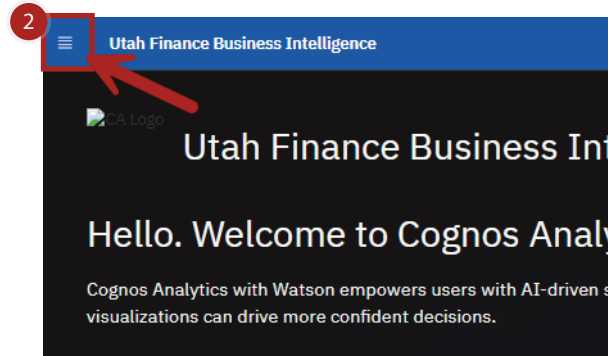 2
Utah Finance Business Intelligence
CA Logo
Utah Finance Business Int
Hello. Welcome to Cognos Analy
Cognos Analytics with Watson empowers users with AI-driven s
visualizations can drive more confident decisions.